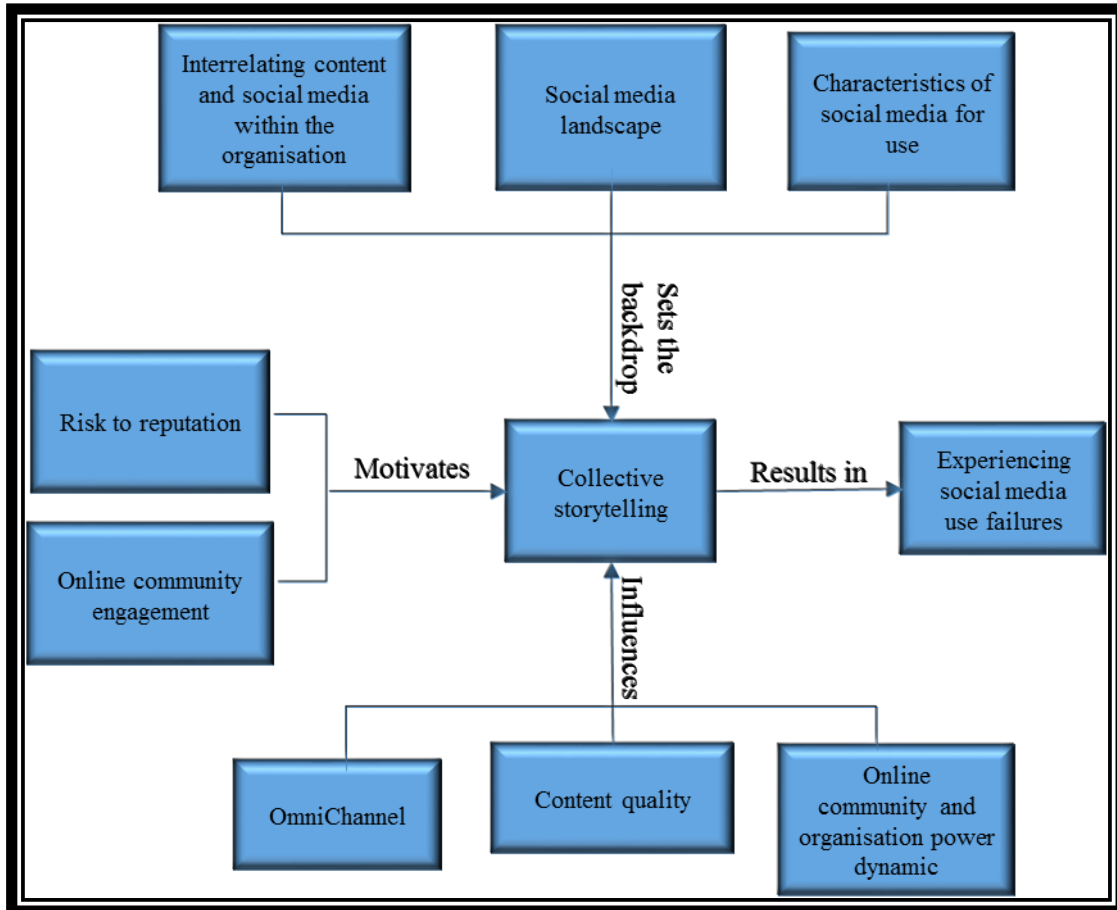 Interrelating content
and social media
within the
organisation
Social media
landscape
Characteristics of
social media for
use
Sets the
backdrop
Risk to reputation
Online community
engagement
Motivates
Collective
storytelling
Results in
Experiencing
social media
use failures
Influences
OmniChannel
Content quality
Online
community and
organisation power
dynamic